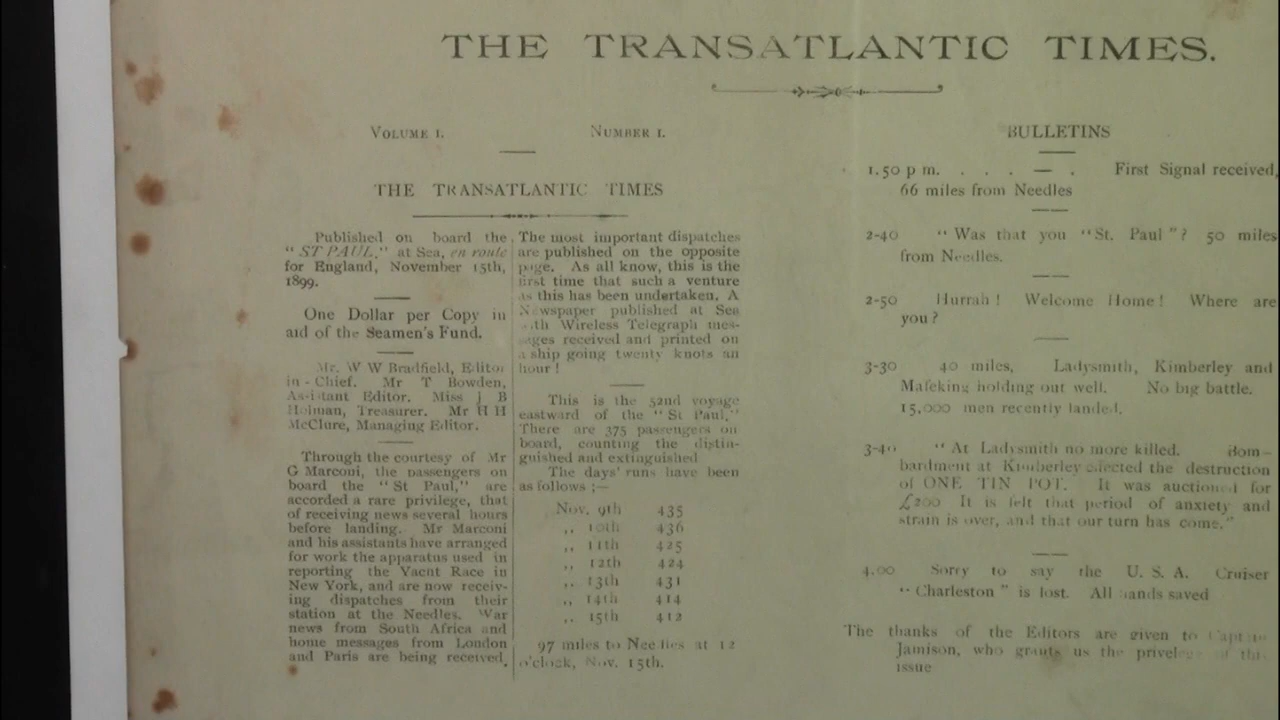 THE TRANSATLANTIC TIMES.
VOLUME I. NUMBER I.
THE TRANSATLANTIC TIMES
Published on board the
" ST PAUL," at Sea, en route
for England, November 15th,
1899.
One Dollar per Copy in
aid of the Seamen's Fund.
Mr. W W Bradfield, Editor
in - Chief. Mr T Bowden,
Assistant Editor. Miss J B
Holman, Treasurer. Mr H H
McClure, Managing Editor.
Through the courtesy of Mr
G Marconi, the passengers on
board the " St Paul," are
accorded a rare privilege, that
of receiving news several hours
before landing. Mr Marconi
and his assistants have arranged
for work the apparatus used in
reporting the Yacht Race in
New York, and are now receiv-
ing dispatches from their
station at the Needles. War
news from South Africa and
home messages from London
and Paris are being received.
The most important dispatches
are published on the opposite
page. As all know, this is the
first time that such a venture
as this has been undertaken. A
Newspaper published at Sea
with Wireless Telegraph mes-
sages received and printed on
a ship going twenty knots an
hour !
This is the 52nd voyage
eastward of the " St Paul."
There are 375 passengers on
board, counting the distin-
guished and extinguished
The days' runs have been
as follows ;—
Nov. 9th 435
,, 10th 436
,, 11th 425
,, 12th 424
,, 13th 431
,, 14th 414
,, 15th 412
97 miles to Needles at 12
o'clock, Nov. 15th.
BULLETINS
1.50 p m. . . . — . First Signal received,
66 miles from Needles
2-40 " Was that you "St. Paul " ? 50 miles
from Needles.
2-50 Hurrah ! Welcome Home ! Where are
you ?
3-30 40 miles, Ladysmith, Kimberley and
Mafeking holding out well. No big battle.
15,000 men recently landed.
3-40 " At Ladysmith no more killed. Bom-
bardment at Kimberley effected the destruction
of ONE TIN POT. It was auctioned for
£200 It is felt that period of anxiety and
strain is over, and that our turn has come."
4.00 Sorry to say the U. S. A. Cruiser
" Charleston " is lost. All hands saved
The thanks of the Editors are given to Captain
Jamison, who grants us the privelege of this
issue